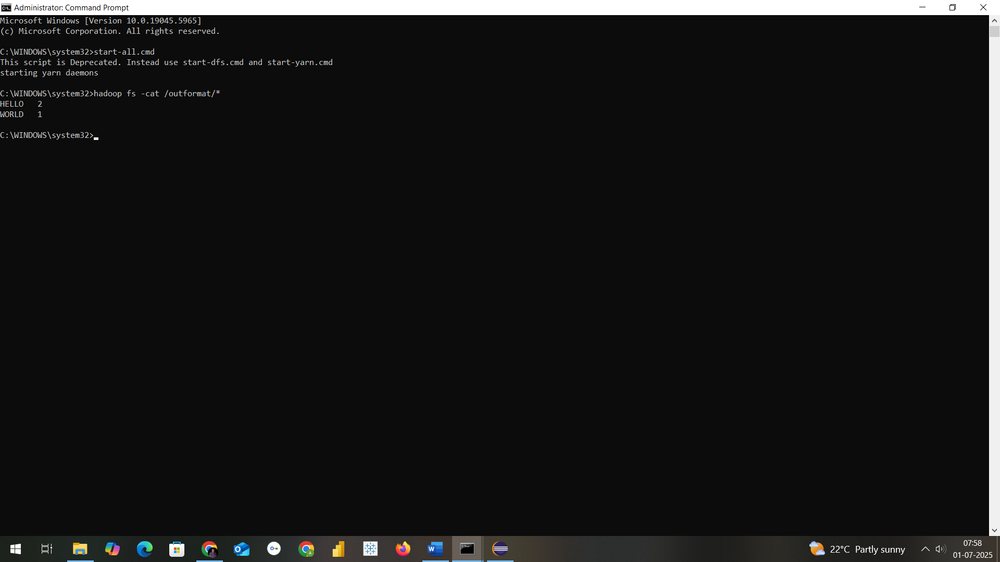 Administrator: Command Prompt
Microsoft Windows [Version 10.0.19045.5965]
(c) Microsoft Corporation. All rights reserved.
C:\WINDOWS\system32>start-all.cmd
This script is Deprecated. Instead use start-dfs.cmd and start-yarn.cmd
starting yarn daemons
C:\WINDOWS\system32>hadoop fs -cat /outformat/*
HELLO   2
WORLD   1
C:\WINDOWS\system32>
22°C Partly sunny
07:58
01-07-2025